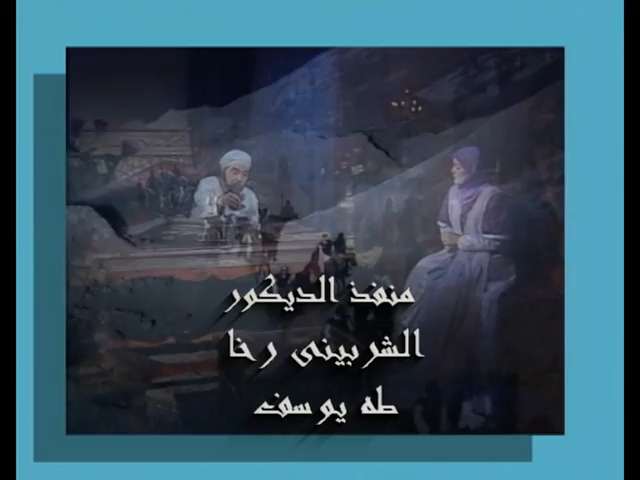 منفذ الديكور
الشربينى رخا
طه يوسف